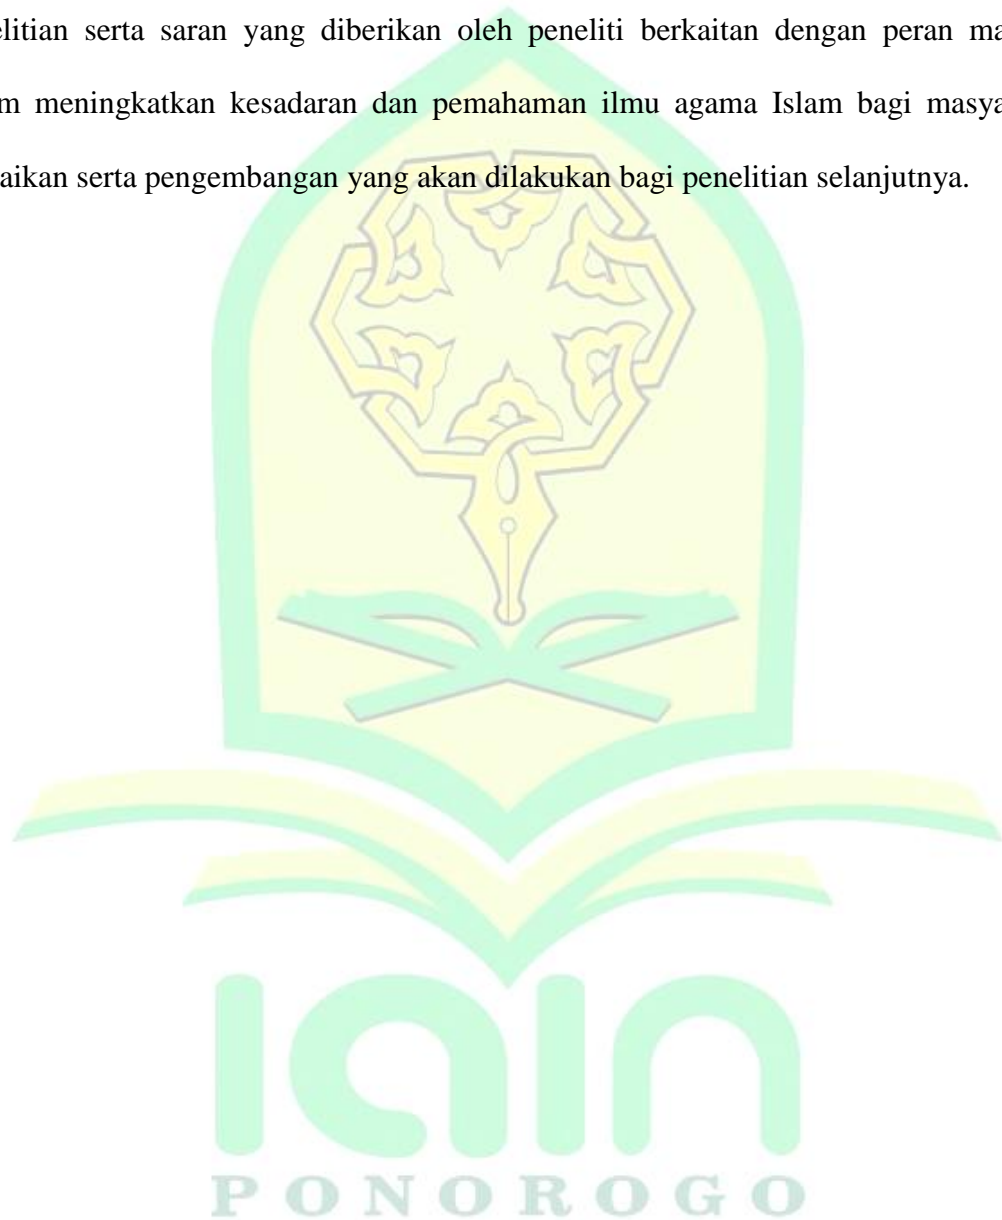 elitian serta saran yang diberikan oleh peneliti berkaitan dengan peran ma
m meningkatkan kesadaran dan pemahaman ilmu agama Islam bagi masya
aikan serta pengembangan yang akan dilakukan bagi penelitian selanjutnya.
iain
PONOROGO